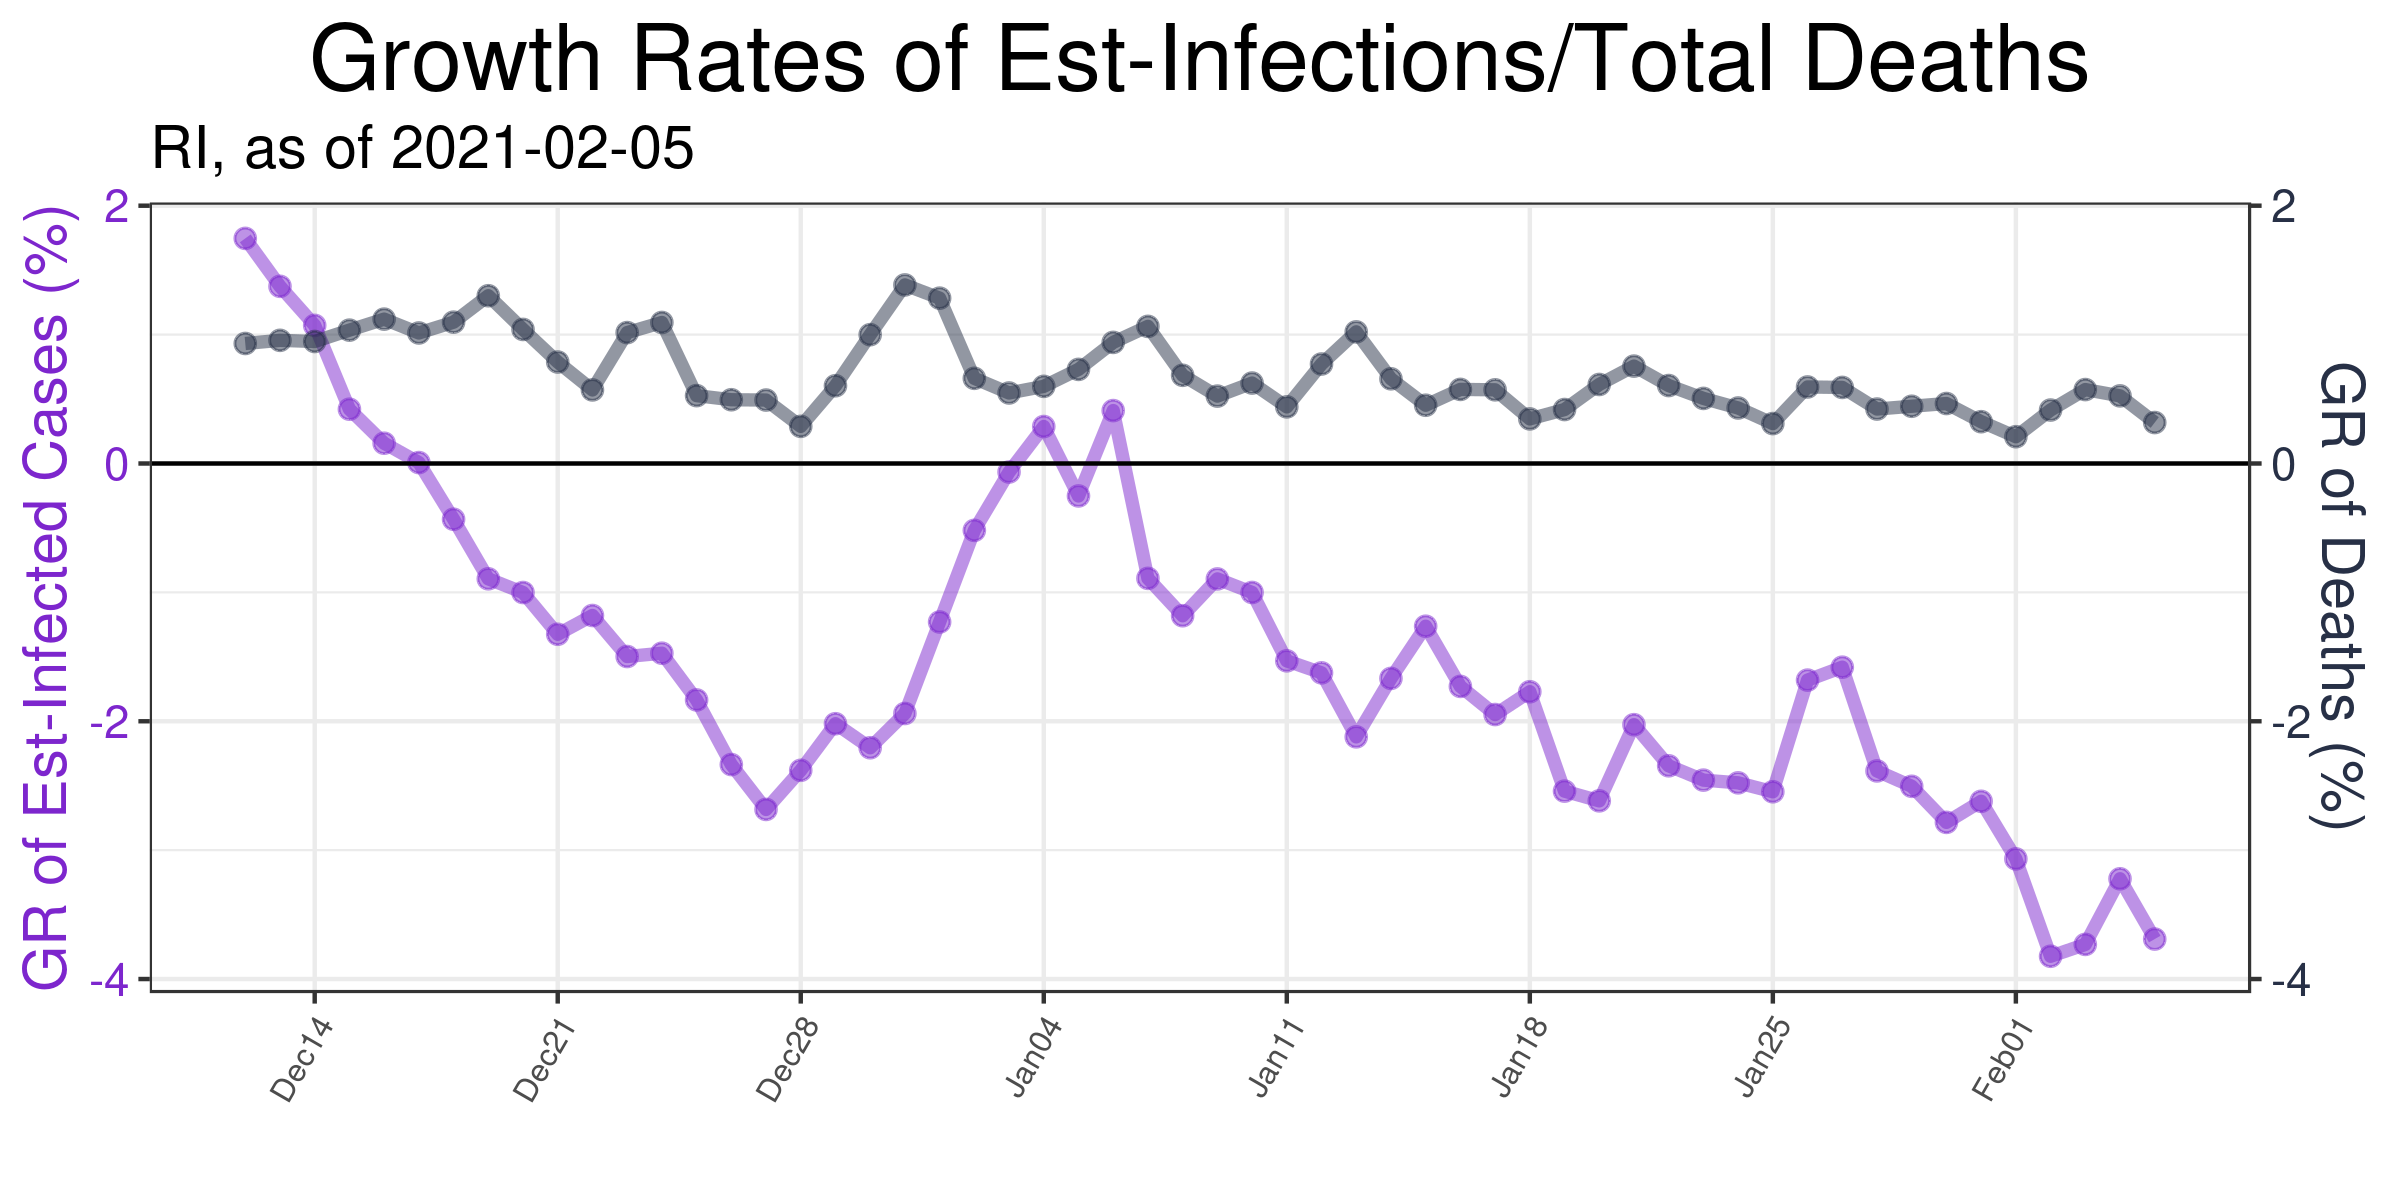 Growth Rates of Est-Infections/Total Deaths
RI, as of 2021-02-05
GR of Est-Infected Cases (%)
2
0
-2
-4
2
0
-2
-4
GR of Deaths (%)
Dec14
Dec21
Dec28
Jan04
Jan11
Jan18
Jan25
Feb01